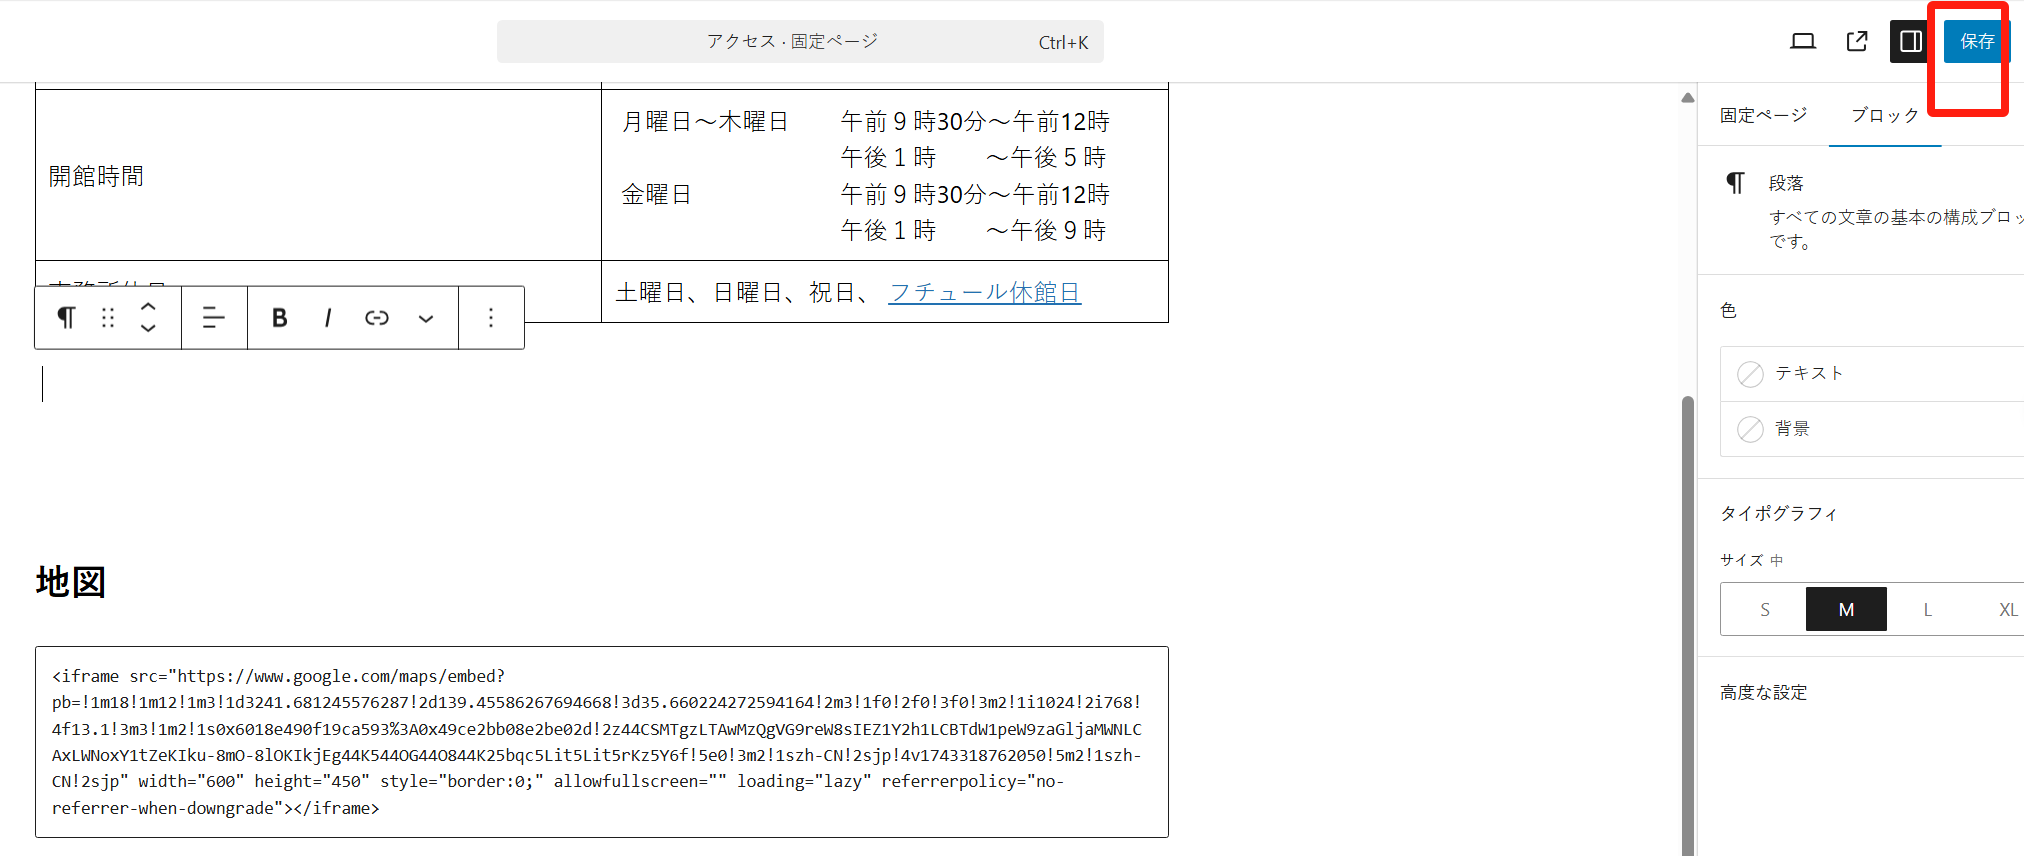 アクセス · 固定ページ Ctrl+K
保存
固定ページ ブロック
月曜日～木曜日 午前９時30分～午前12時
午後１時 ～午後５時
開館時間
金曜日 午前９時30分～午前12時
午後１時 ～午後９時
土曜日、日曜日、祝日、 フチュール休館日
B I
段落
すべての文章の基本の構成ブロッ
です。
色
テキスト
背景
タイポグラフィ
サイズ 中
S M L XL
高度な設定
地図
<iframe src="https://www.google.com/maps/embed?
pb=!1m18!1m12!1m3!1d3241.681245576287!2d139.45586267694668!3d35.660224272594164!2m3!1f0!2f0!3f0!3m2!1i1024!2i768!
4f13.1!3m3!1m2!1s0x6018e490f19ca593%3A0x49ce2bb08e2be02d!2z44CSMTgzLTAwMzQgVG9reW8sIEZ1Y2h1LCBTdW1peW9zaGljaMWNLC
AxLWNoxY1tZeKIku-8mO-8lOKIkjEg44K544OG44O844K25bqc5Lit5Lit5rKz5Y6f!5e0!3m2!1szh-CN!2sjp!4v1743318762050!5m2!1szh-
CN!2sjp" width="600" height="450" style="border:0;" allowfullscreen="" loading="lazy" referrerpolicy="no-
referrer-when-downgrade"></iframe>